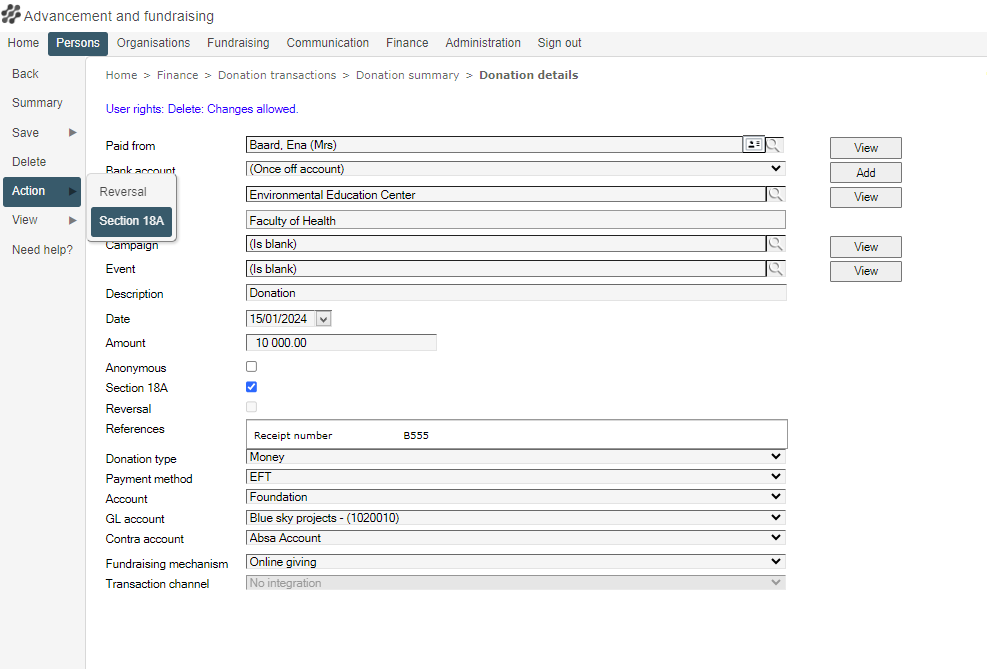 Advancement and fundraising
Home Persons Organisations Fundraising Communication Finance Administration Sign out
Back
Summary
Save
Delete
Action
View
Need help?
Reversal
Section 18A
Home > Finance > Donation transactions > Donation summary > Donation details
User rights: Delete: Changes allowed.
Paid from Baard, Ena (Mrs) View
Bank account (Once off account) Add
Environmental Education Center View
Faculty of Health
Campaign (Is blank) View
Event (Is blank) View
Description Donation
Date 15/01/2024
Amount 10 000.00
Anonymous
Section 18A
Reversal
References Receipt number B555
Donation type Money
Payment method EFT
Account Foundation
GL account Blue sky projects - (1020010)
Contra account Absa Account
Fundraising mechanism Online giving
Transaction channel No integration